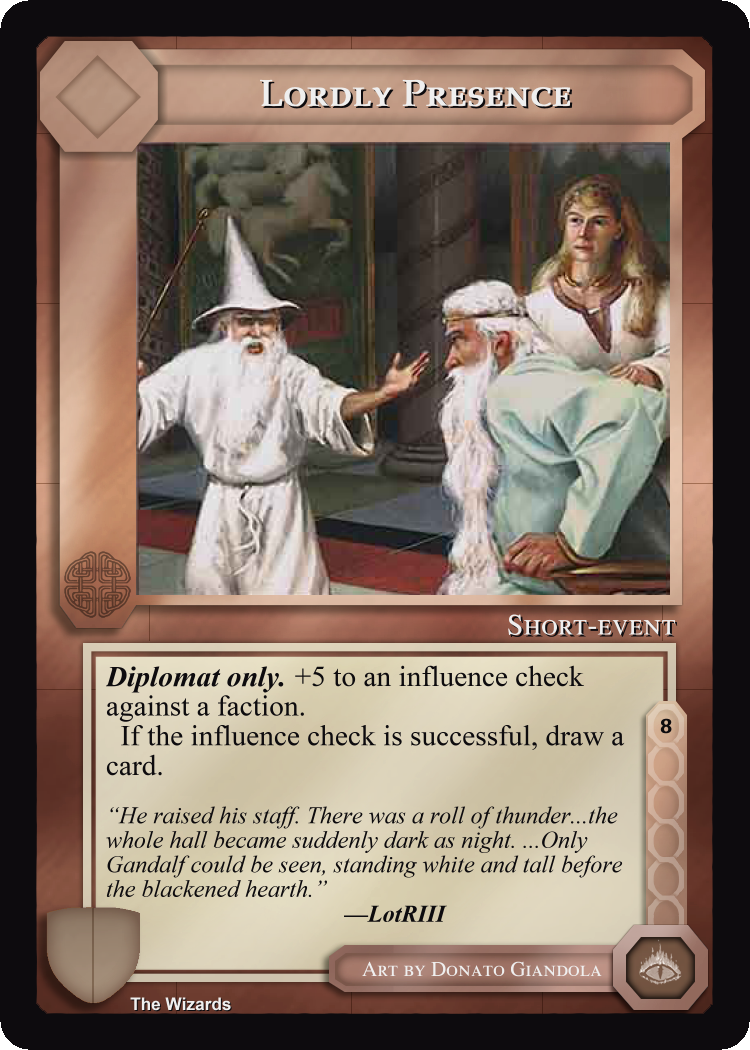 Lordly Presence
Short-event
Diplomat only. +5 to an influence check
against a faction.
If the influence check is successful, draw a
card.
8
“He raised his staff. There was a roll of thunder...the
whole hall became suddenly dark as night. ...Only
Gandalf could be seen, standing white and tall before
the blackened hearth.”
—LotRIII
Art by Donato Giandola
The Wizards